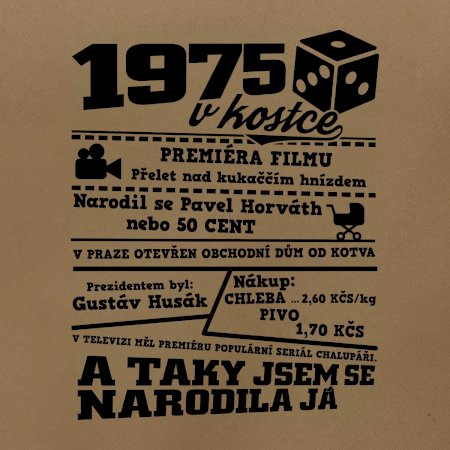 1975
v kostce
PREMIÉRA FILMU
Přelet nad kukaččím hnízdem
Narodil se Pavel Horváth
nebo 50 CENT
V PRAZE OTEVŘEN OBCHODNÍ DŮM OD KOTVA
Prezidentem byl:
Gustáv Husák
Nákup:
CHLEBA ... 2,60 KČS/kg
PIVO
1,70 KČS
V TELEVIZI MĚL PREMIÉRU POPULÁRNÍ SERIÁL CHALUPÁŘI.
A TAKY JSEM SE
NARODILA JÁ